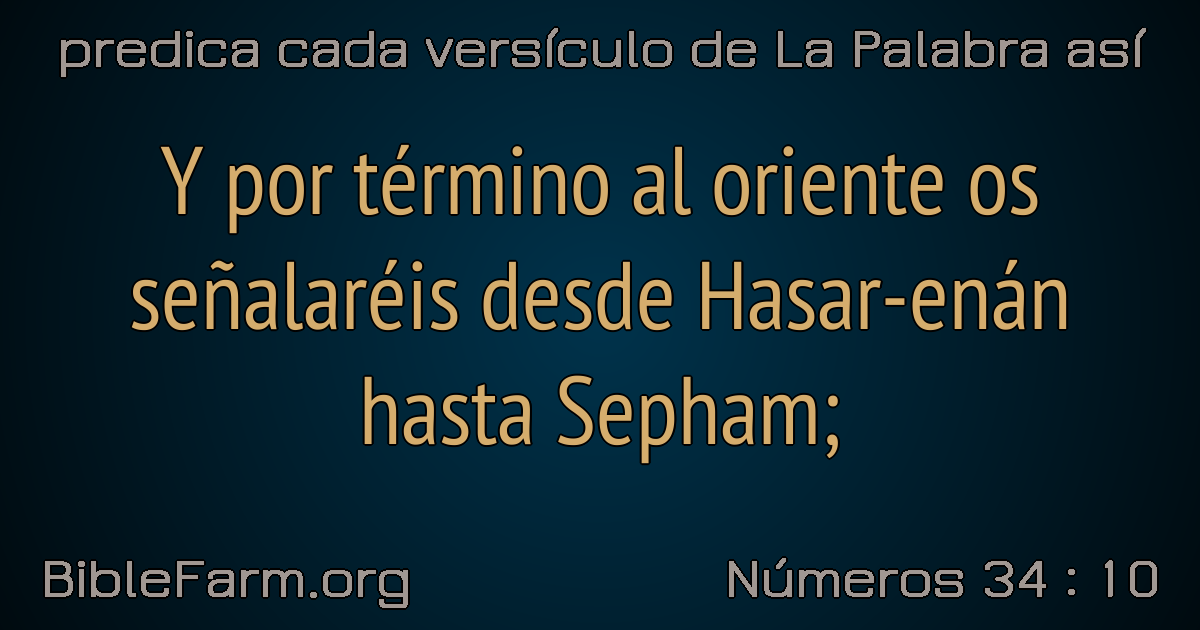 predica cada versículo de La Palabra así
Y por término al oriente os
señalaréis desde Hasar-enán
hasta Sepham;
BibleFarm.org
Números 34 : 10